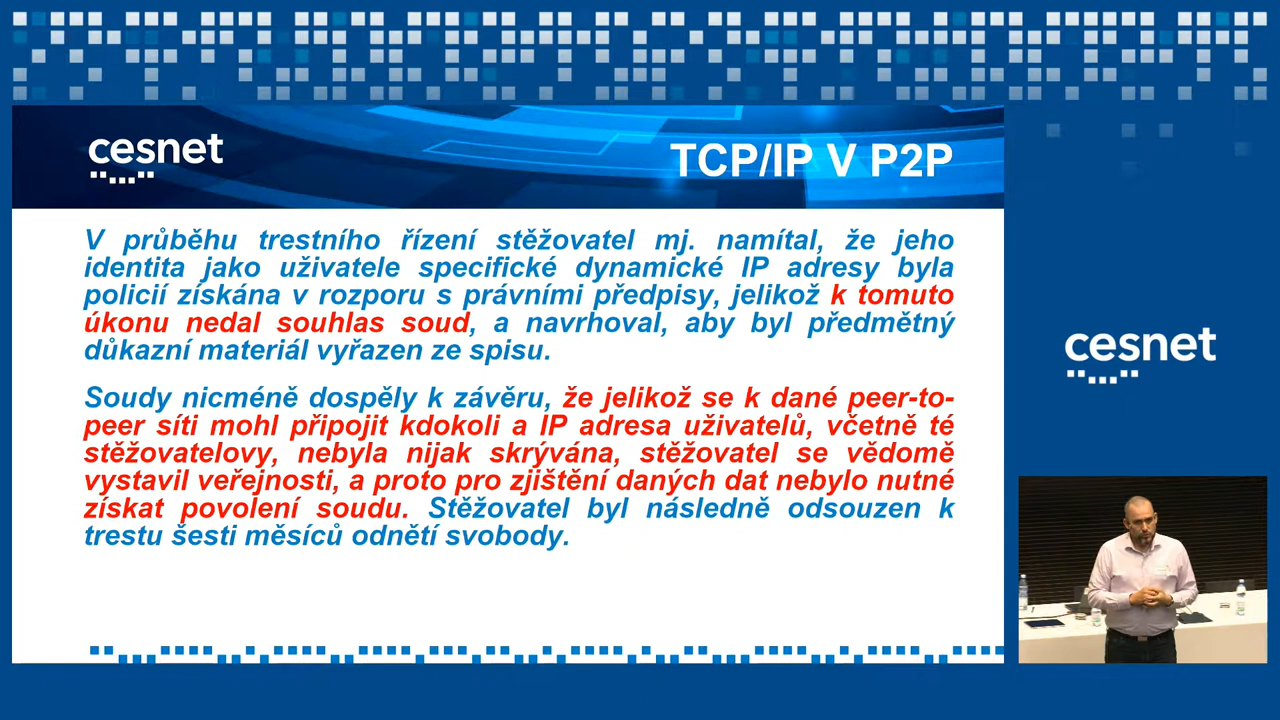 cesnet
TCP/IP V P2P
V průběhu trestního řízení stěžovatel mj. namítal, že jeho
identita jako uživatele specifické dynamické IP adresy byla
policií získána v rozporu s právními předpisy, jelikož k tomuto
úkonu nedal souhlas soud, a navrhoval, aby byl předmětný
důkazní materiál vyřazen ze spisu.
Soudy nicméně dospěly k závěru, že jelikož se k dané peer-to-
peer síti mohl připojit kdokoli a IP adresa uživatelů, včetně té
stěžovatelovy, nebyla nijak skrývána, stěžovatel se vědomě
vystavil veřejnosti, a proto pro zjištění daných dat nebylo nutné
získat povolení soudu. Stěžovatel byl následně odsouzen k
trestu šesti měsíců odnětí svobody.
cesnet